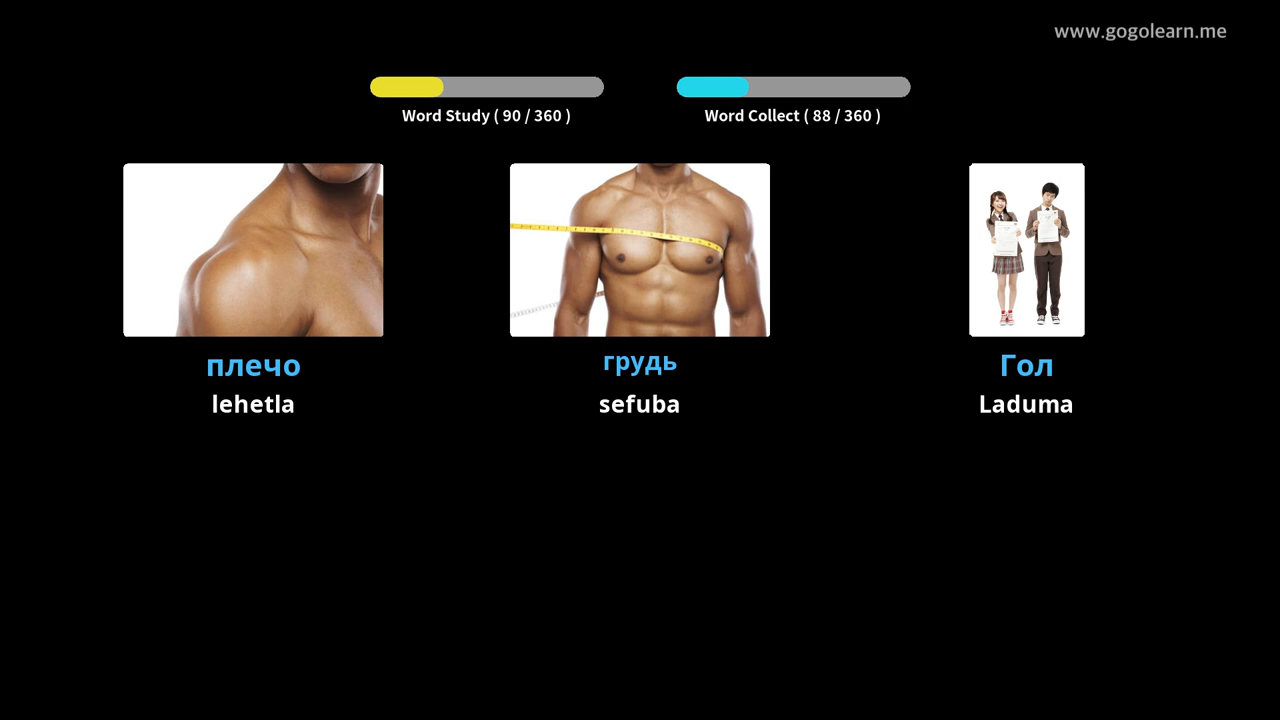 www.gogolearn.me
Word Study ( 90 / 360 )
Word Collect ( 88 / 360 )
плечо
lehetla
грудь
sefuba
Гол
Laduma